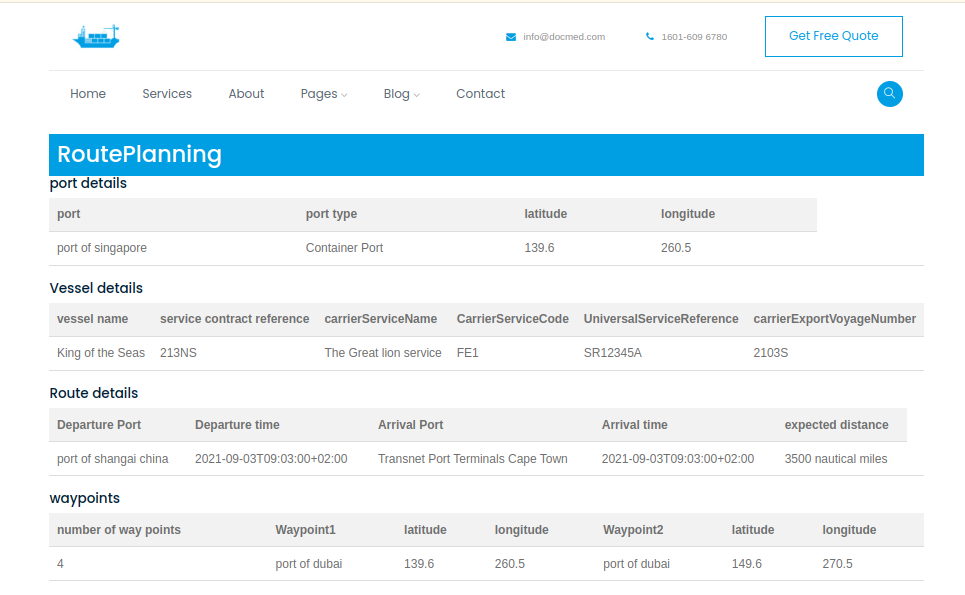 info@docmed.com 1601-609 6780 Get Free Quote
Home Services About Pages Blog Contact
RoutePlanning
port details
port port type latitude longitude
port of singapore Container Port 139.6 260.5
Vessel details
vessel name service contract reference carrierServiceName CarrierServiceCode UniversalServiceReference carrierExportVoyageNumber
King of the Seas 213NS The Great lion service FE1 SR12345A 2103S
Route details
Departure Port Departure time Arrival Port Arrival time expected distance
port of shangai china 2021-09-03T09:03:00+02:00 Transnet Port Terminals Cape Town 2021-09-03T09:03:00+02:00 3500 nautical miles
waypoints
number of way points Waypoint1 latitude longitude Waypoint2 latitude longitude
4 port of dubai 139.6 260.5 port of dubai 149.6 270.5